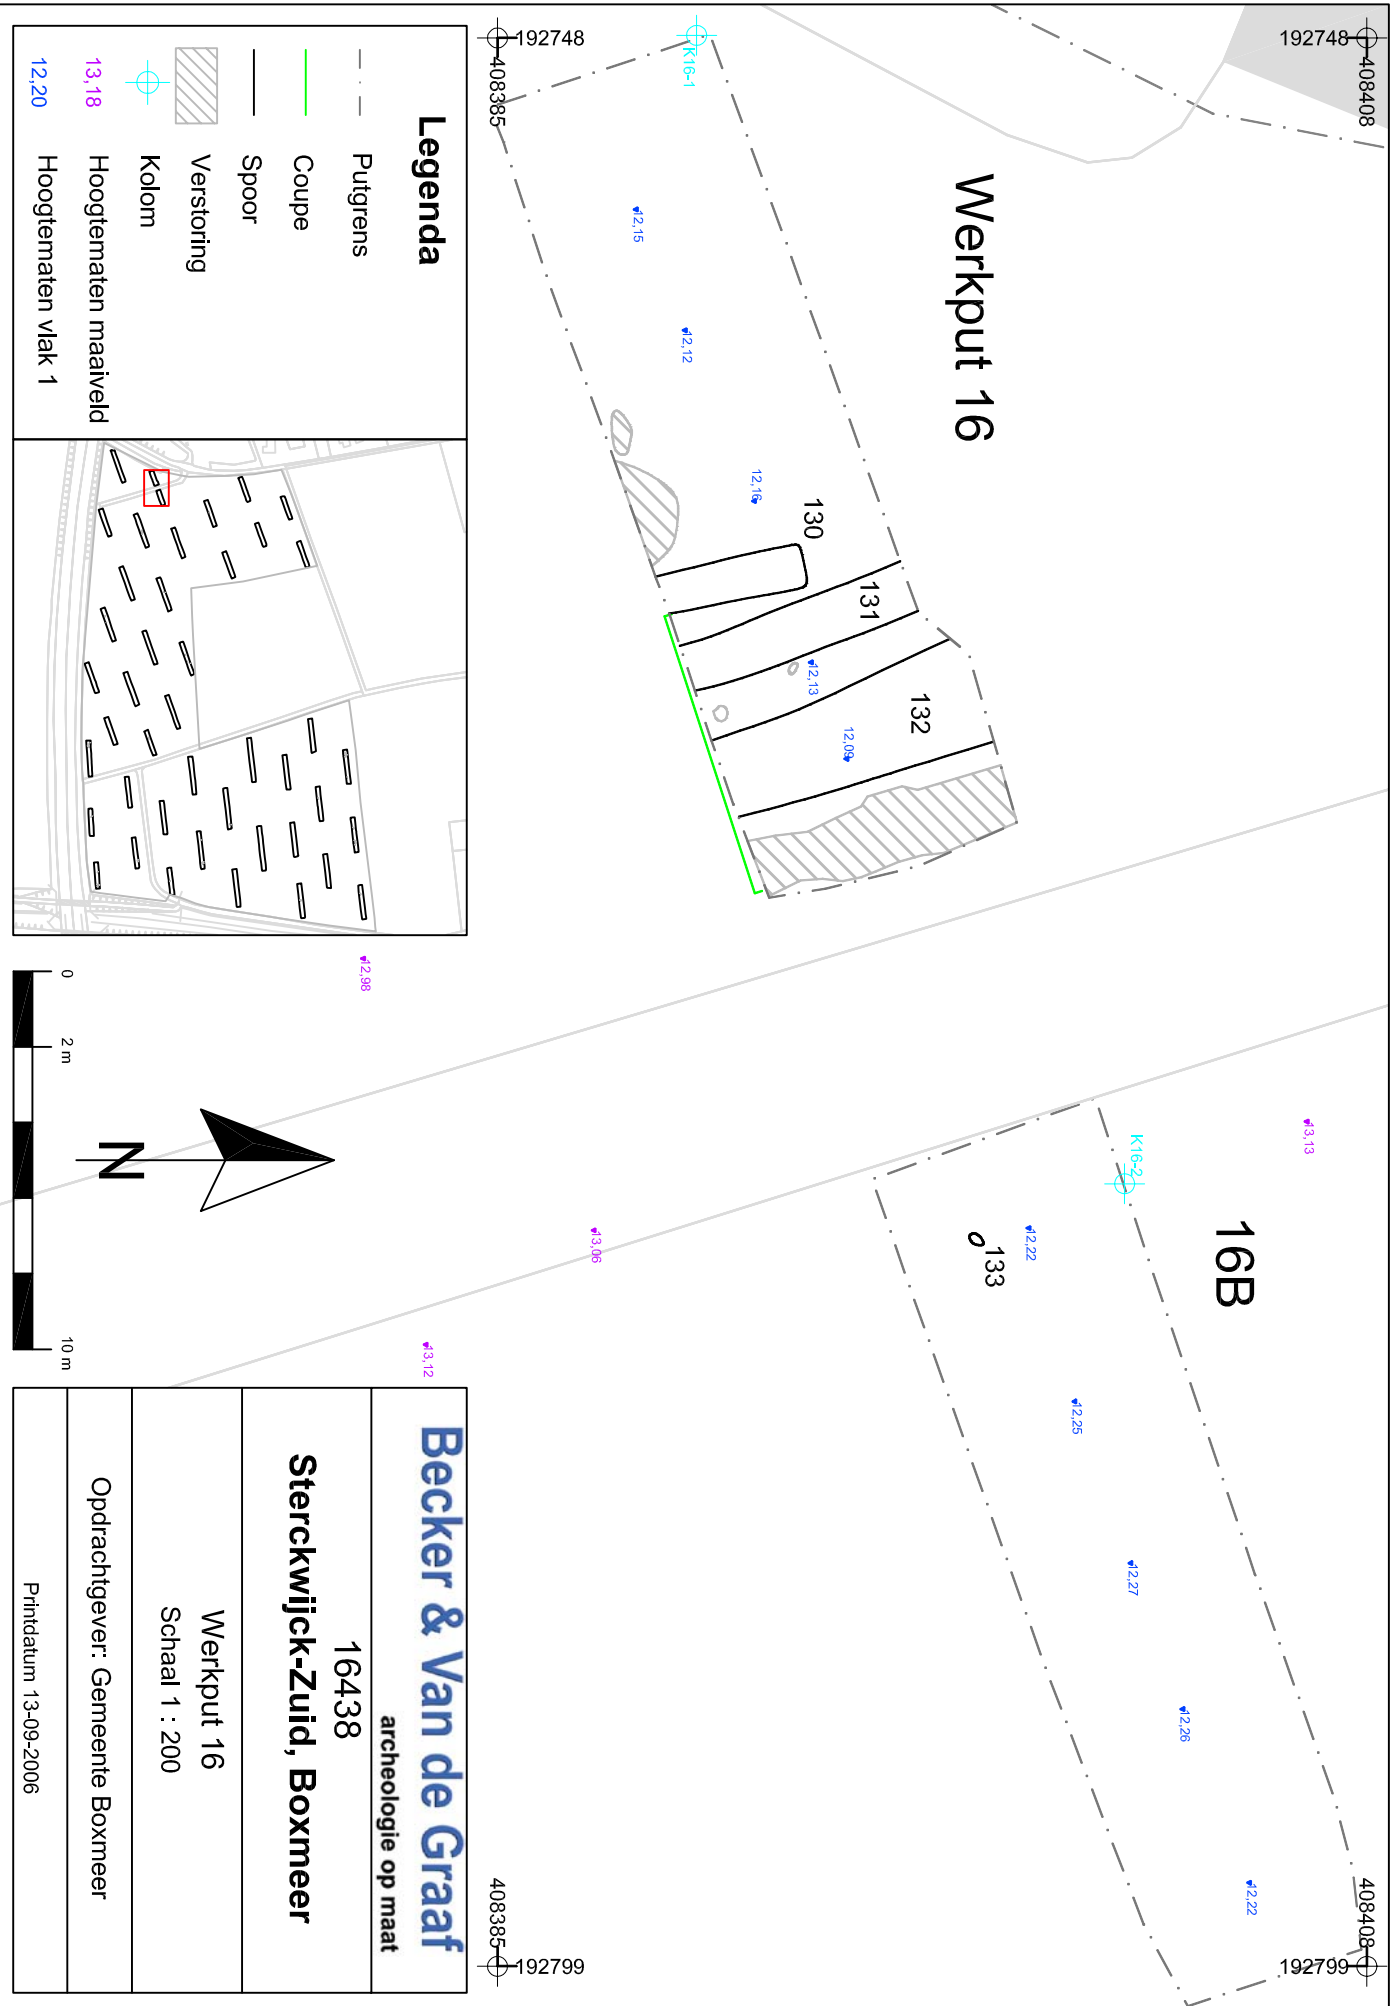 192748
408385
192748
408408
K16-1
Werkput 16
12,15
12,12
12,16
130
131
12,13
132
12,09
Legenda
Putgrens
Coupe
Spoor
Verstoring
Kolom
13,18 Hoogtematen maaiveld
12,20 Hoogtematen vlak 1
12,98
13,13
K16-2
16B
12,22
133
13,06
13,12
12,25
12,27
12,26
12,22
408385
192799
408408
192799
0 2 m 10 m
N
Becker & Van de Graaf
archeologie op maat
16438
Sterckwijck-Zuid, Boxmeer
Werkput 16
Schaal 1 : 200
Opdrachtgever: Gemeente Boxmeer
Printdatum 13-09-2006